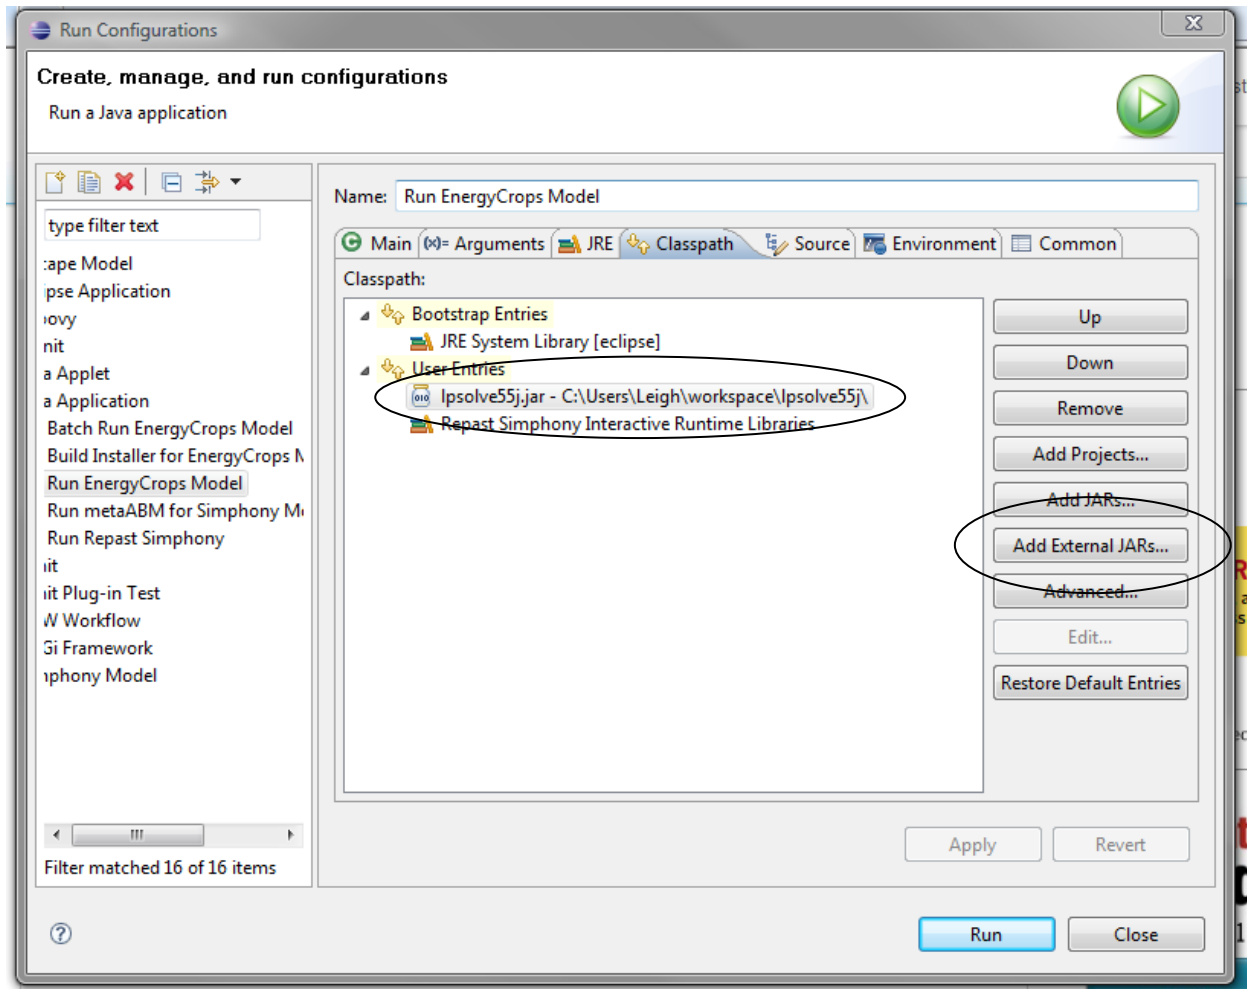 Run Configurations
Create, manage, and run configurations
Run a Java application
type filter text
:ape Model
ipse Application
ovy
nit
a Applet
a Application
Batch Run EnergyCrops Model
Build Installer for EnergyCrops
Run EnergyCrops Model
Run metaABM for Simphony
Run Repast Simphony
it
it Plug-in Test
W Workflow
Gi Framework
nphony Model
Filter matched 16 of 16 items
Name: Run EnergyCrops Model
Main (x)= Arguments JRE Classpath Source Environment Common
Classpath:
Bootstrap Entries
JRE System Library [eclipse]
User Entries
lpsolve55j.jar - C:\Users\Leigh\workspace\lpsolve55j\
Repast Simphony Interactive Runtime Libraries
Up
Down
Remove
Add Projects...
Add JARs...
Add External JARs...
Advanced...
Edit...
Restore Default Entries
Apply Revert
Run Close